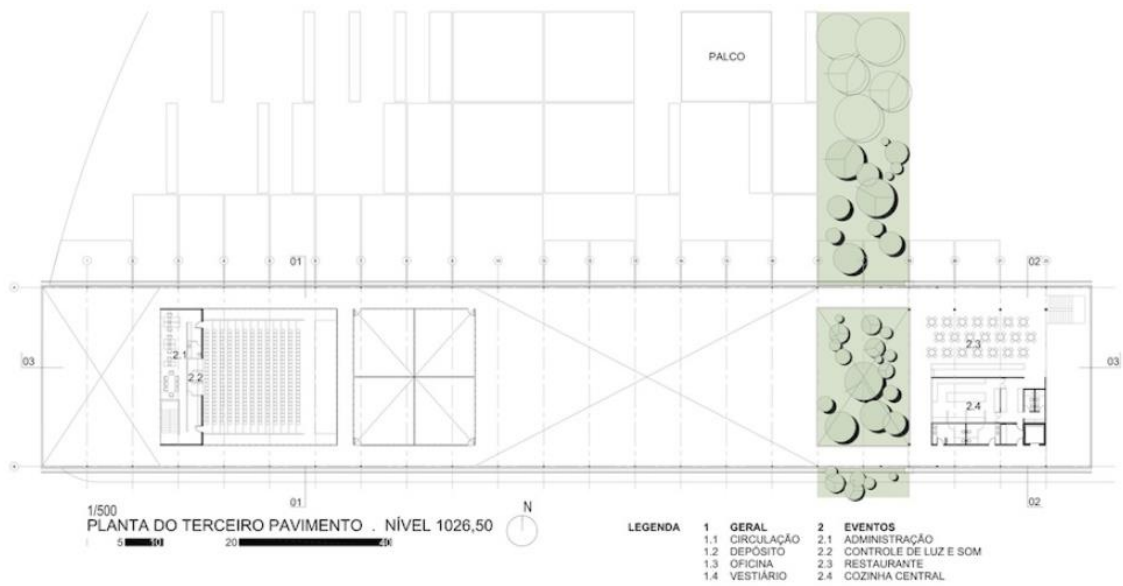 PALCO
01
02
2.1
2.3
03
03
2.2
2.4
01
02
1/500
PLANTA DO TERCEIRO PAVIMENTO . NÍVEL 1026,50
5 10 20 40
N
LEGENDA 1 GERAL 2 EVENTOS
1.1 CIRCULAÇÃO 2.1 ADMINISTRAÇÃO
1.2 DEPÓSITO 2.2 CONTROLE DE LUZ E SOM
1.3 OFICINA 2.3 RESTAURANTE
1.4 VESTIÁRIO 2.4 COZINHA CENTRAL